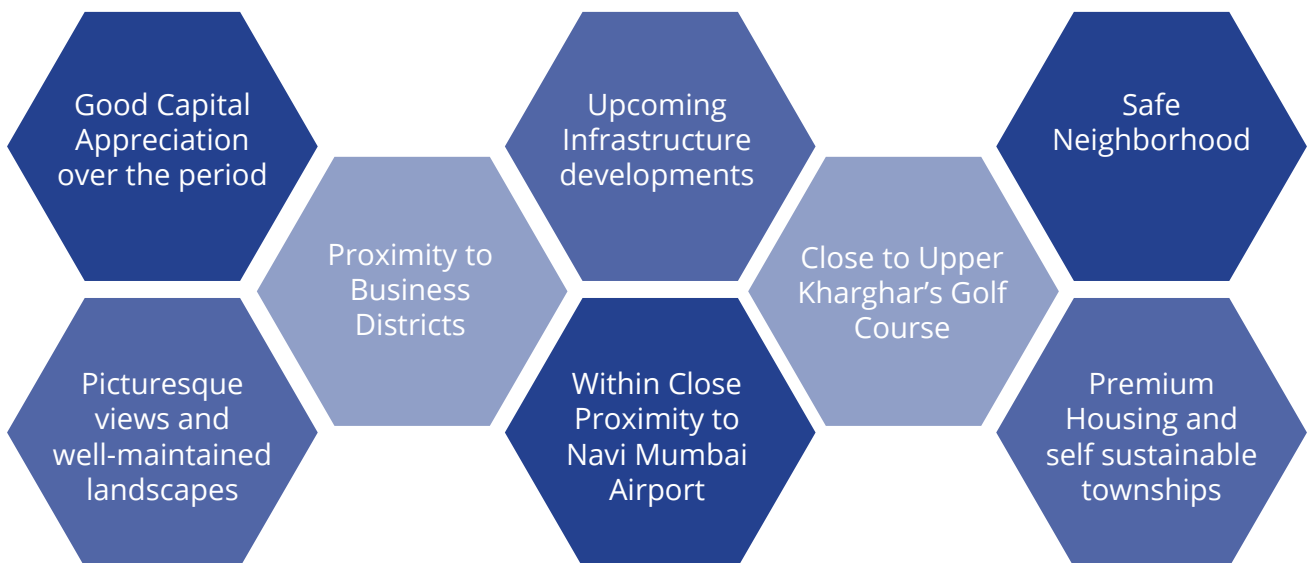 Good Capital
Appreciation
over the period
Upcoming
Infrastructure
developments
Safe
Neighborhood
Proximity to
Business
Districts
Close to Upper
Kharghar’s Golf
Course
Picturesque
views and
well-maintained
landscapes
Within Close
Proximity to
Navi Mumbai
Airport
Premium
Housing and
self sustainable
townships